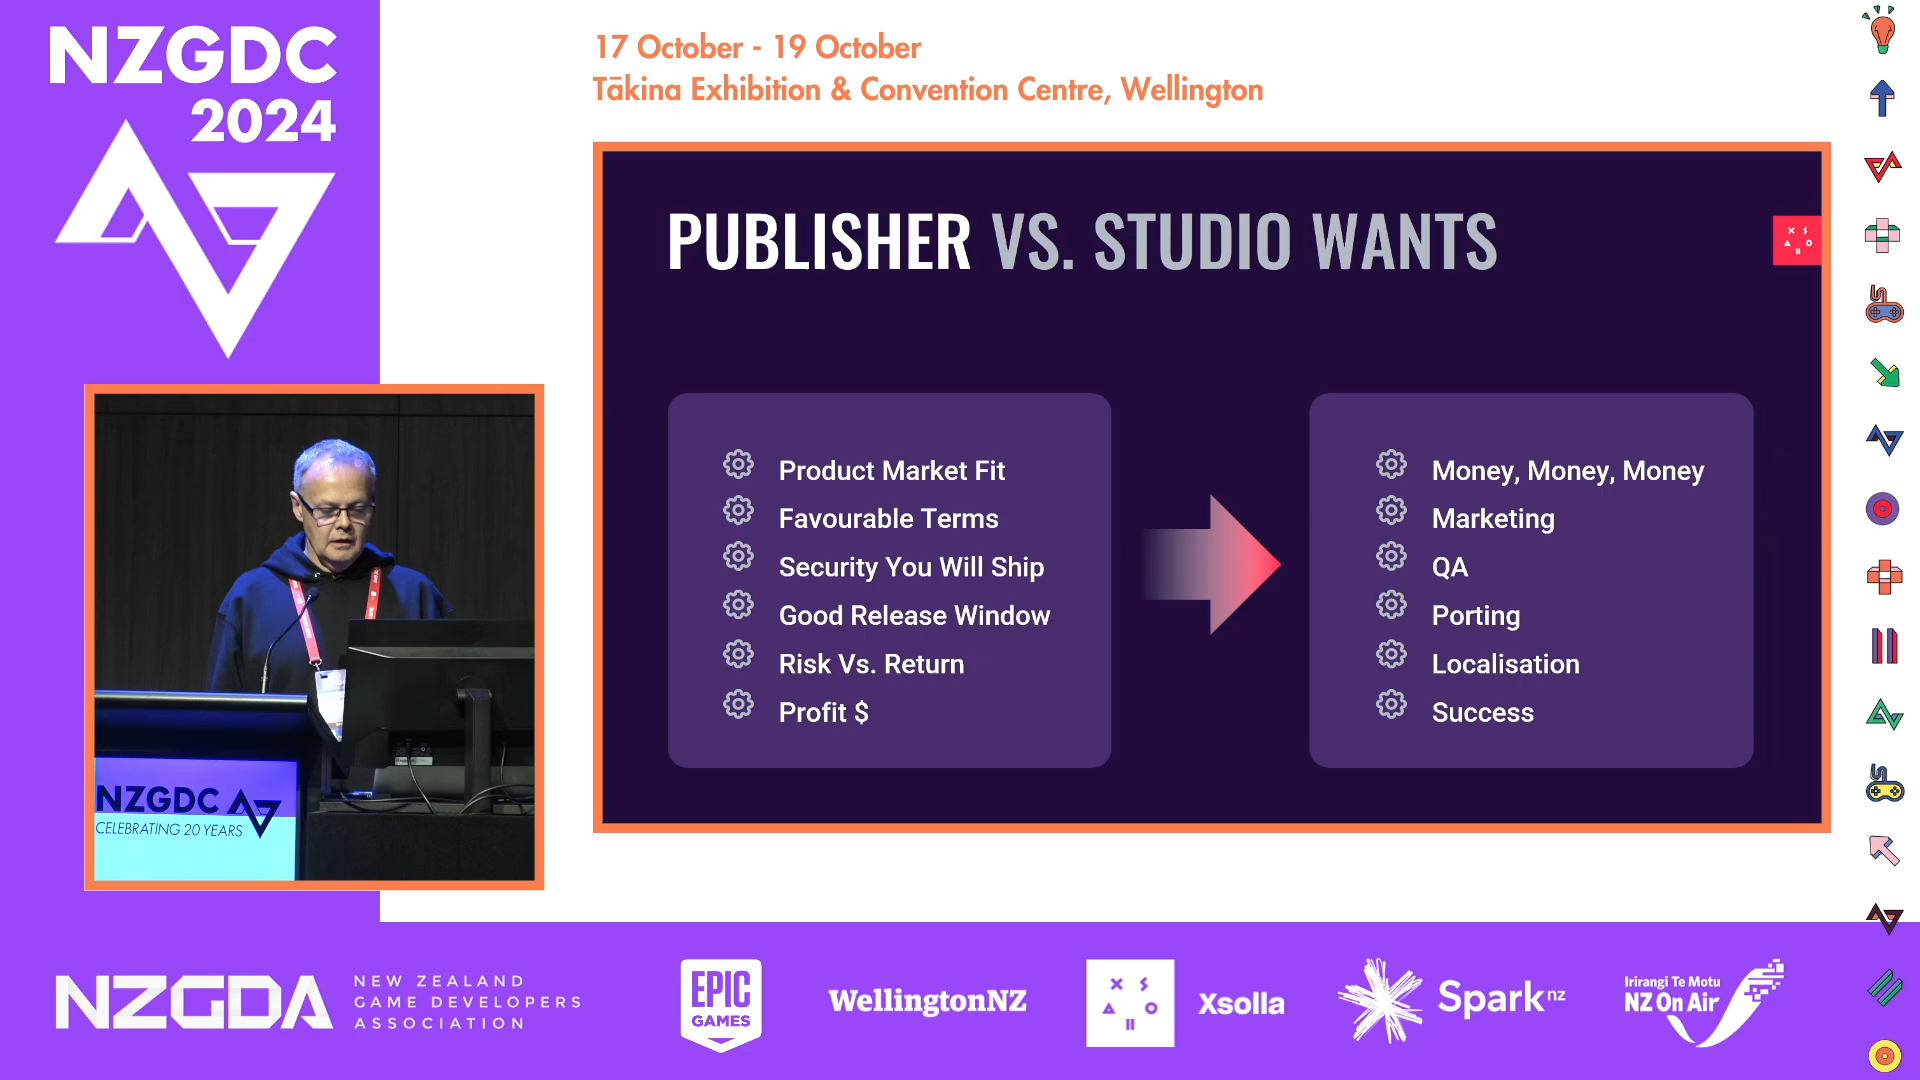 NZGDC
2024
17 October - 19 October
Tākina Exhibition & Convention Centre, Wellington
PUBLISHER VS. STUDIO WANTS
XSOLLA
Product Market Fit
Favourable Terms
Security You Will Ship
Good Release Window
Risk Vs. Return
Profit $
Money, Money, Money
Marketing
QA
Porting
Localisation
Success
NZGDC
CELEBRATING 20 YEARS
NZGDA
NEW ZEALAND
GAME DEVELOPERS
ASSOCIATION
EPIC
GAMES
WellingtonNZ
XSOLLA
Xsolla
Spark nz
Irirangi Te Motu
NZ On Air